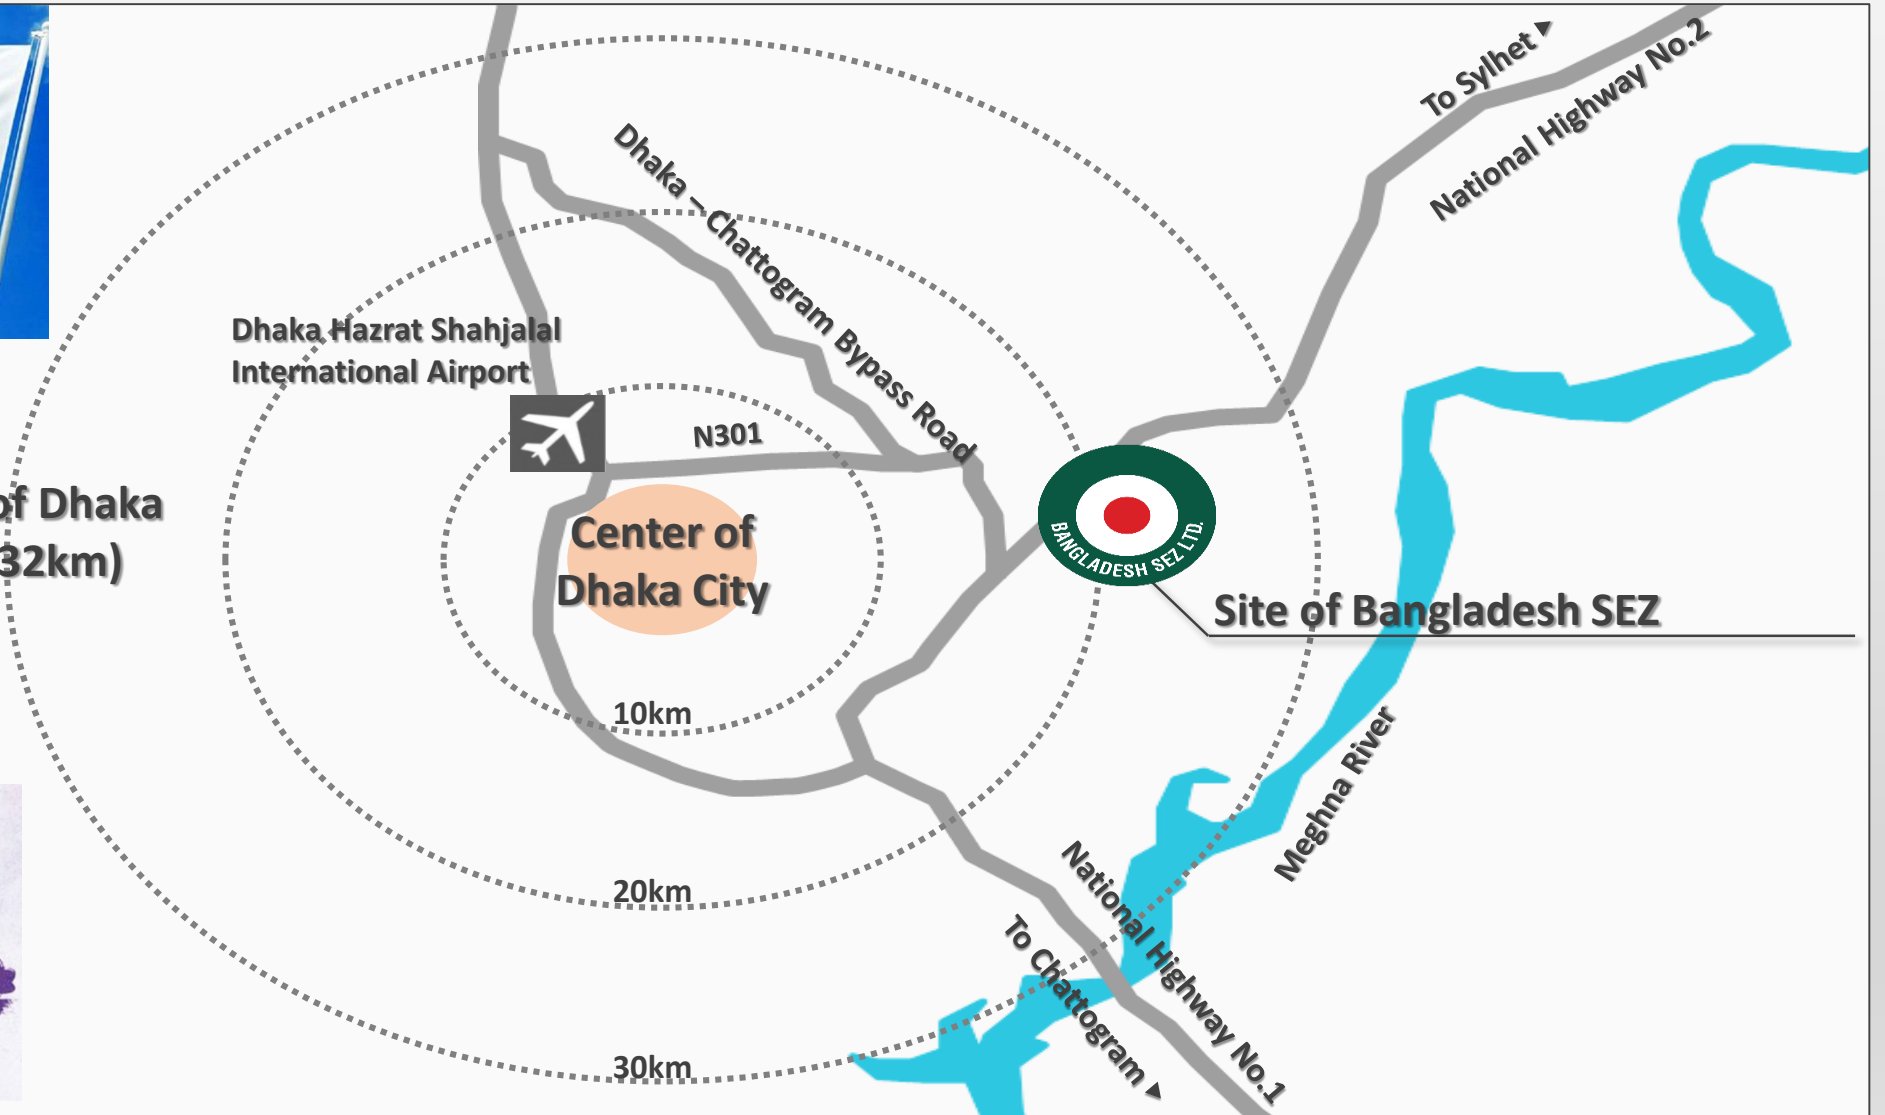 To Sylhet
National Highway No.2
Dhaka – Chattogram Bypass Road
Dhaka Hazrat Shahjalal
International Airport
N301
of Dhaka
32km)
Center of
Dhaka City
BANGLADESH SEZ LTD.
Site of Bangladesh SEZ
10km
Meghna River
20km
National Highway No.1
To Chattogram
30km